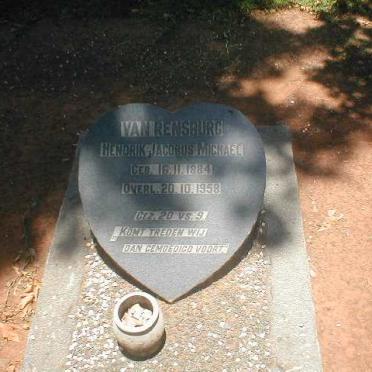 VAN RENSBURG
HENDRIK JACOBUS MICHAEL
GEB. 16.11.1884
OVERL. 20.10.1958
GEZ. 20 VS. 9
"KOMT TREDEN WIJ
DAN GEMOEDIGD VOORT"